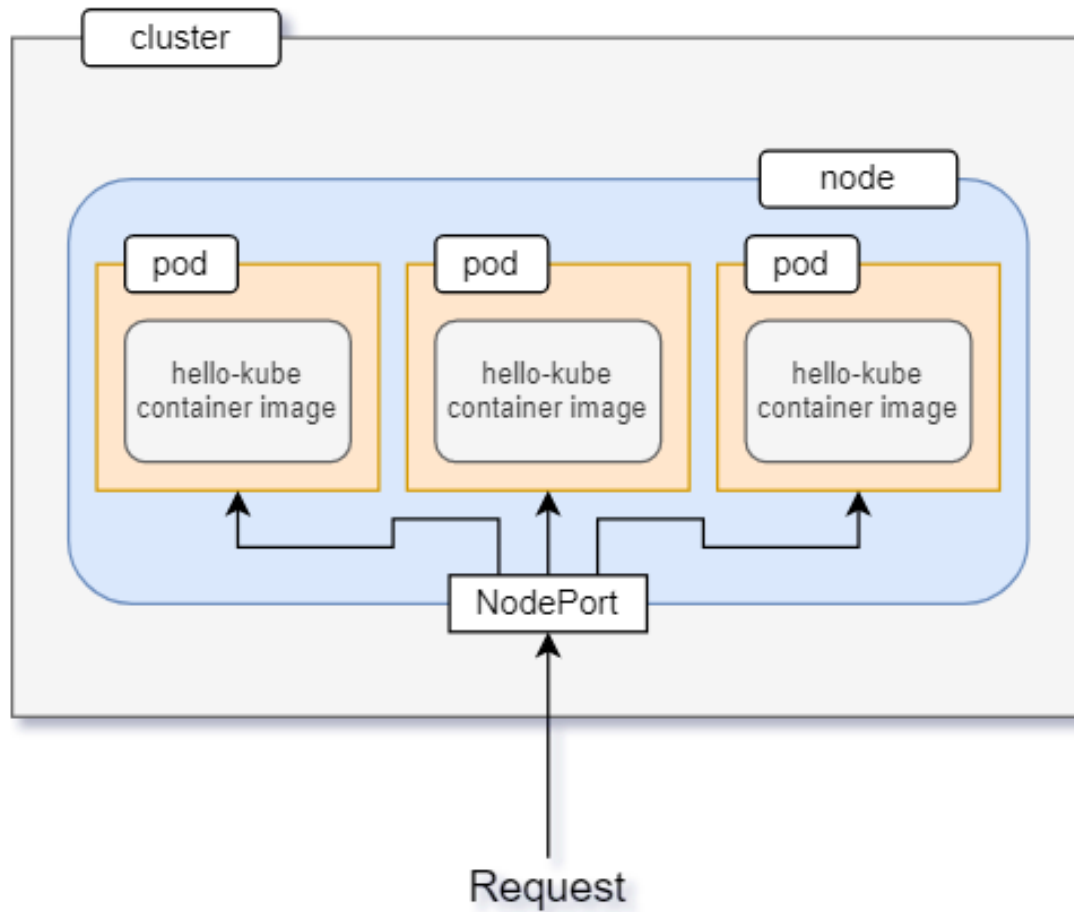 cluster
node
pod
pod
pod
hello-kube
container image
hello-kube
container image
hello-kube
container image
NodePort
Request